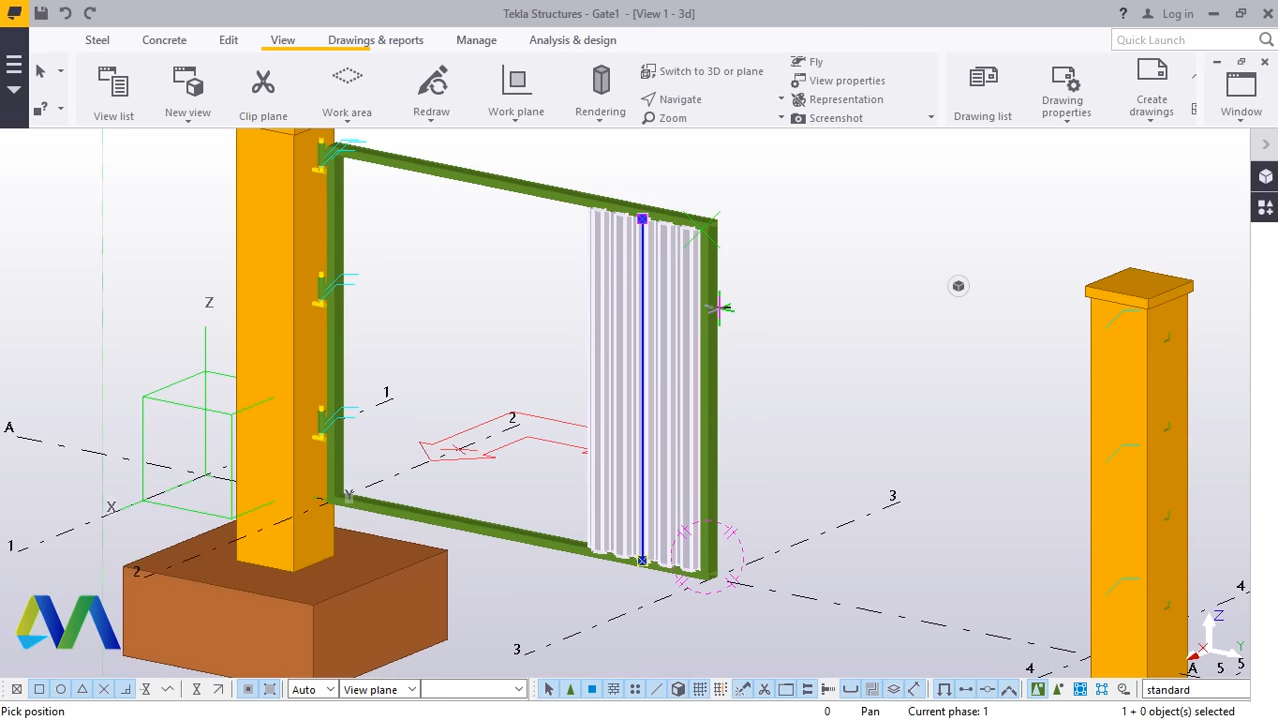 Tekla Structures - Gate1 - [View 1 - 3d]
? Log in
Steel Concrete Edit View Drawings & reports Manage Analysis & design
Quick Launch
View list
New view
Clip plane
Work area
Redraw
Work plane
Rendering
Switch to 3D or plane
Navigate
Zoom
Fly
View properties
Representation
Screenshot
Drawing list
Drawing properties
Create drawings
Window
Z
1
2
A
Y
X
3
1
2
4
3
4
Z
X
Y
A
5
5
Auto
View plane
standard
Pick position
0
Pan
Current phase: 1
1 + 0 object(s) selected